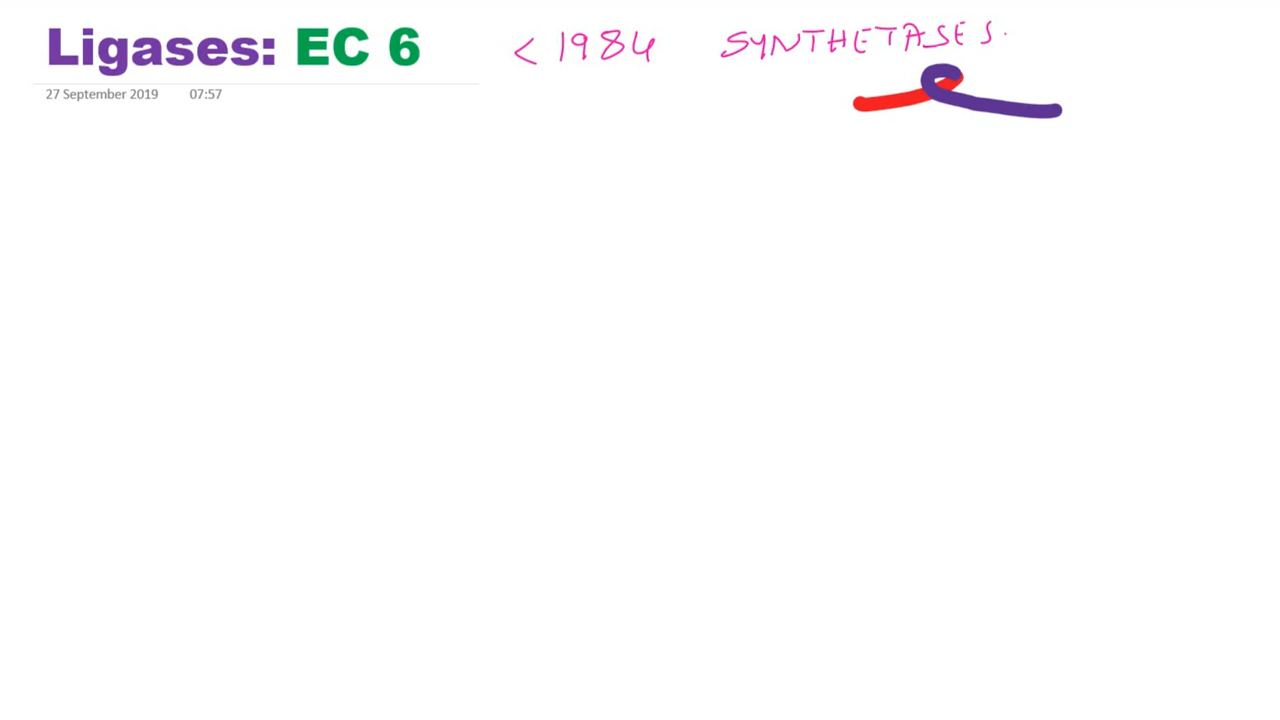 Ligases: EC 6 < 1984 SYNTHETASES.
27 September 2019 07:57